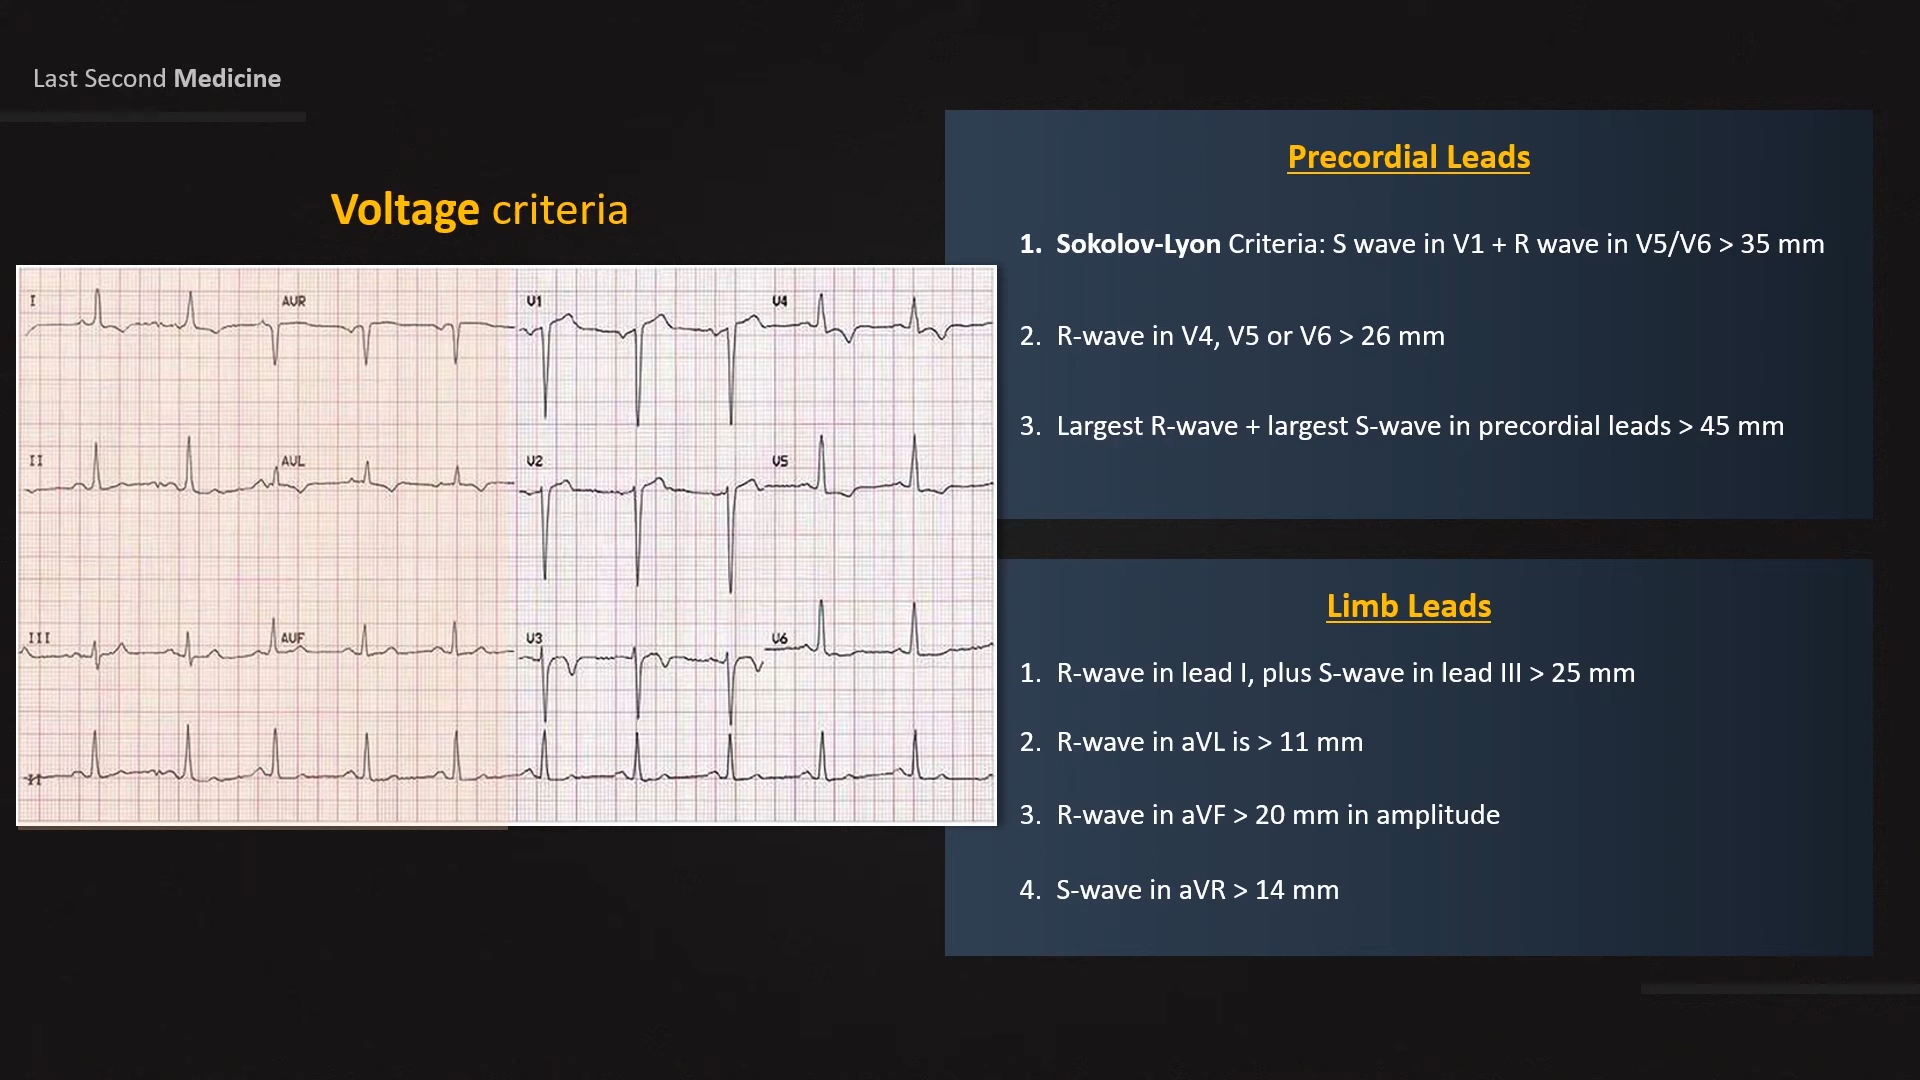 Last Second Medicine
Voltage criteria
I
AVR
V1
V4
II
AVL
V2
V5
III
AVF
V3
V6
II
Precordial Leads
1. Sokolov-Lyon Criteria: S wave in V1 + R wave in V5/V6 > 35 mm
2. R-wave in V4, V5 or V6 > 26 mm
3. Largest R-wave + largest S-wave in precordial leads > 45 mm
Limb Leads
1. R-wave in lead I, plus S-wave in lead III > 25 mm
2. R-wave in aVL is > 11 mm
3. R-wave in aVF > 20 mm in amplitude
4. S-wave in aVR > 14 mm